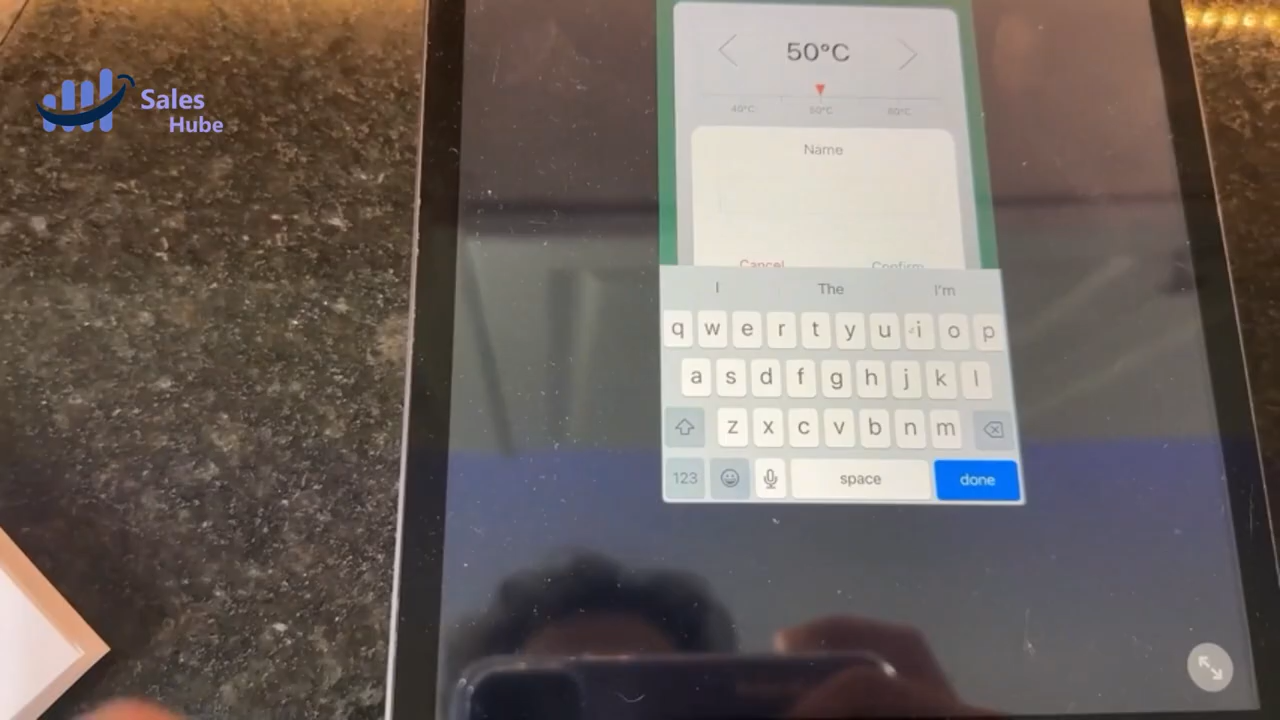 Sales
Hube
50°C
40°C 50°C 60°C
Name
Cancel Confirm
I The I'm
q w e r t y u i o p
a s d f g h j k l
z x c v b n m
123 space done